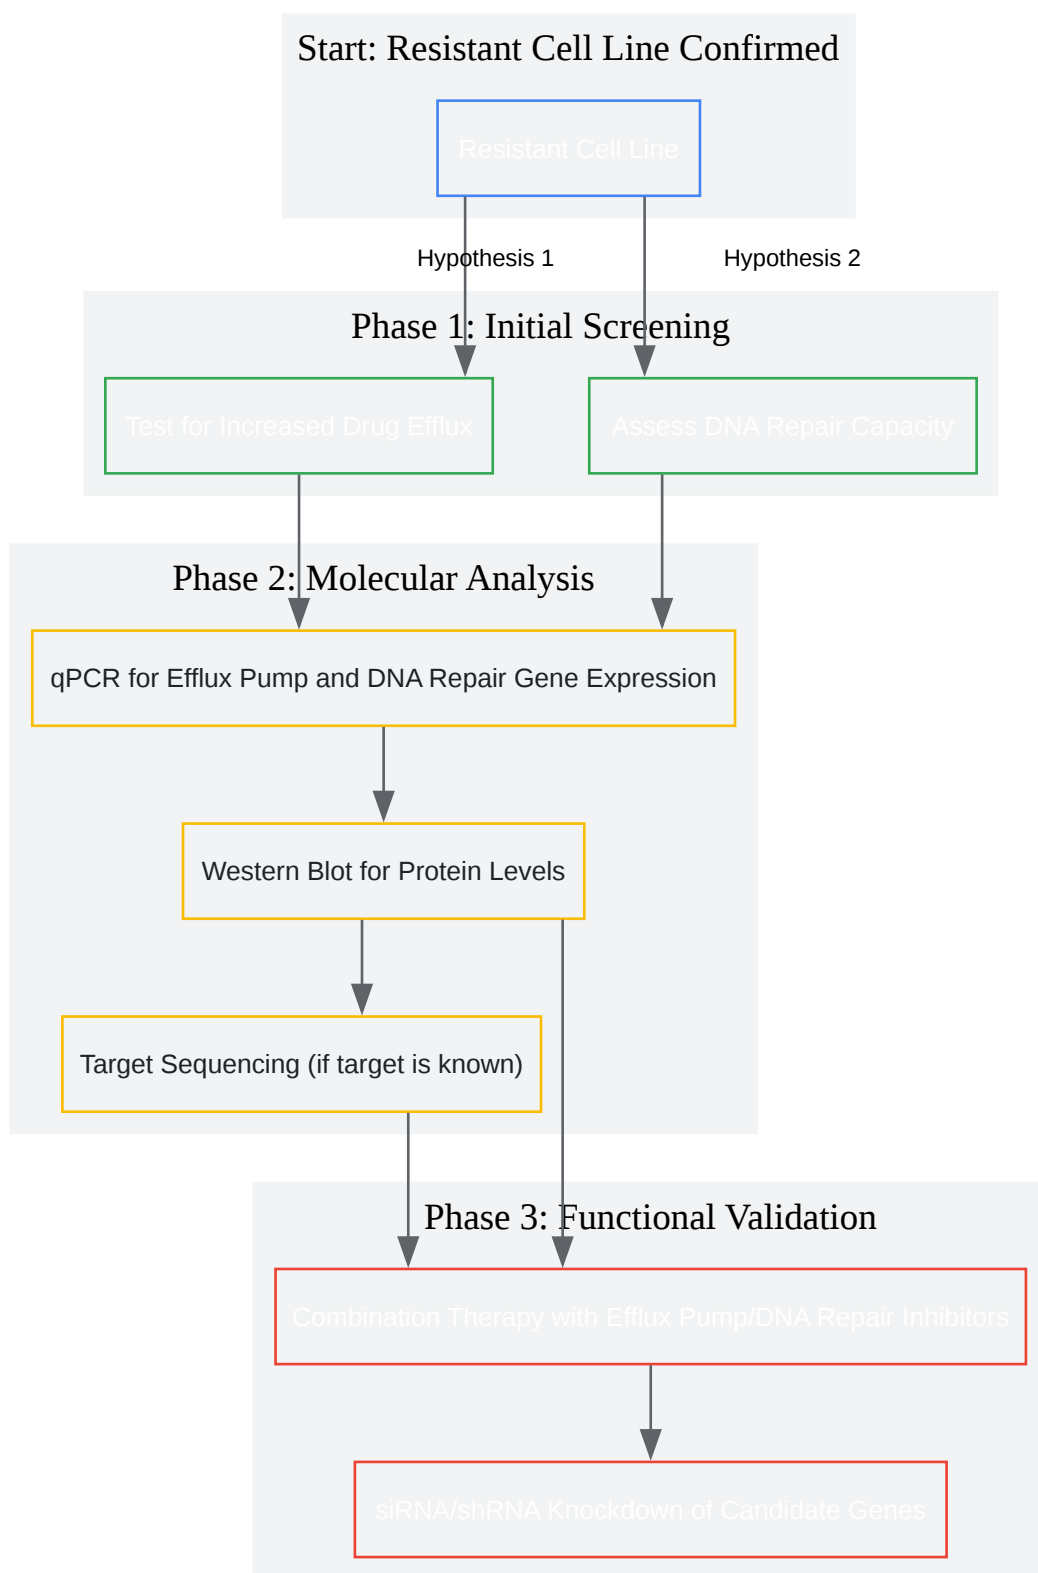 Start: Resistant Cell Line Confirmed
Resistant Cell Line
Hypothesis 1
Hypothesis 2
Phase 1: Initial Screening
Test for Increased Drug Efflux
Assess DNA Repair Capacity
Phase 2: Molecular Analysis
qPCR for Efflux Pump and DNA Repair Gene Expression
Western Blot for Protein Levels
Target Sequencing (if target is known)
Phase 3: Functional Validation
Combination Therapy with Efflux Pump/DNA Repair Inhibitors
siRNA/shRNA Knockdown of Candidate Genes